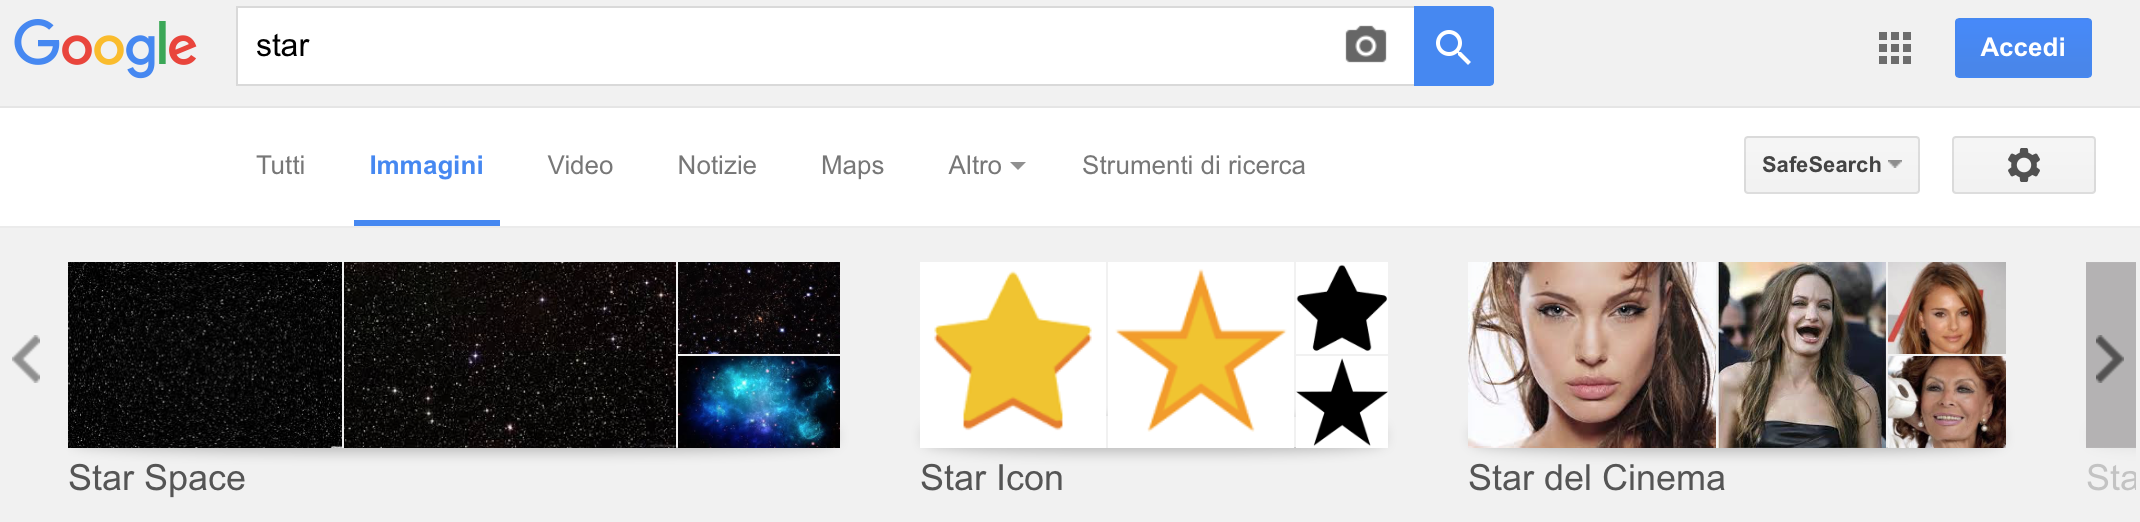 Google
star
Accedi
Tutti Immagini Video Notizie Maps Altro Strumenti di ricerca
SafeSearch
Star Space Star Icon Star del Cinema Sta